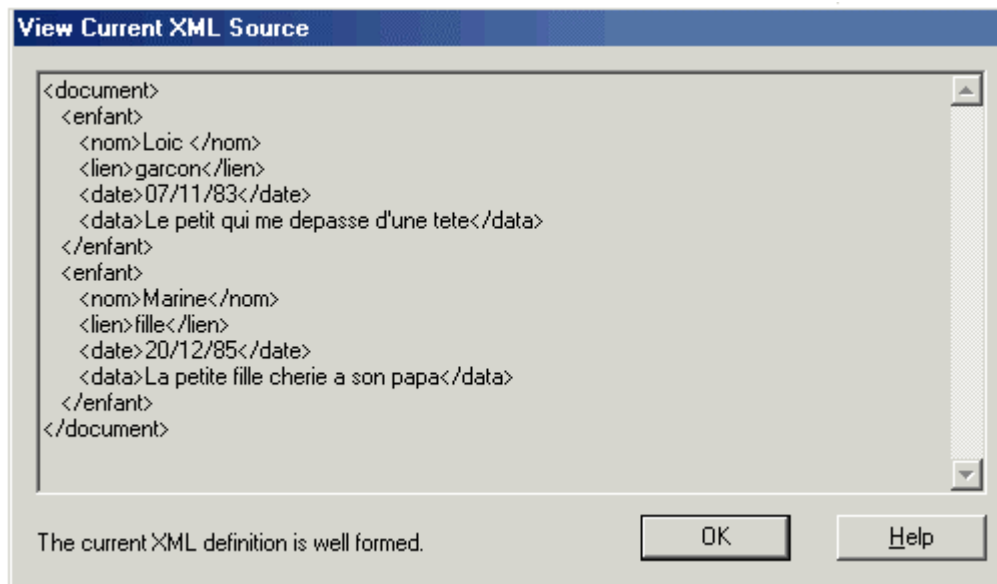 View Current XML Source
<document>
<enfant>
<nom>Loic </nom>
<lien>garcon</lien>
<date>07/11/83</date>
<data>Le petit qui me depasse d'une tete</data>
</enfant>
<enfant>
<nom>Marine</nom>
<lien>fille</lien>
<date>20/12/85</date>
<data>La petite fille cherie a son papa</data>
</enfant>
</document>
The current XML definition is well formed.
OK
Help